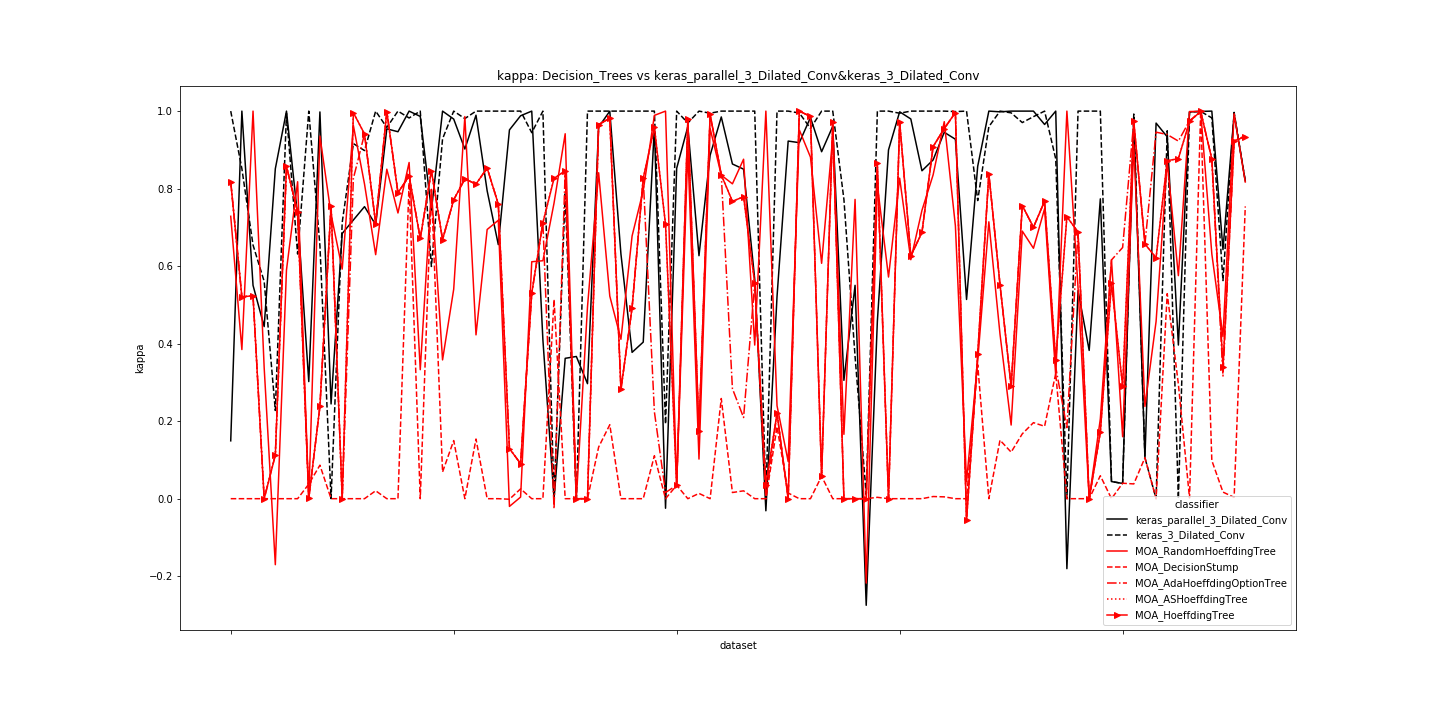 kappa: Decision_Trees vs keras_parallel_3_Dilated_Conv&keras_3_Dilated_Conv
1.0
0.8
0.6
0.4
0.2
0.0
−0.2
kappa
dataset
classifier
keras_parallel_3_Dilated_Conv
keras_3_Dilated_Conv
MOA_RandomHoeffdingTree
MOA_DecisionStump
MOA_AdaHoeffdingOptionTree
MOA_ASHoeffdingTree
MOA_HoeffdingTree